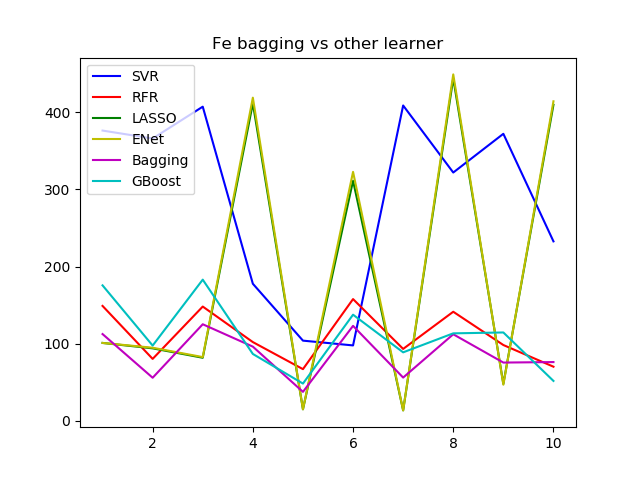 Fe bagging vs other learner
SVR
RFR
LASSO
ENet
Bagging
GBoost
400
300
200
100
0
2
4
6
8
10